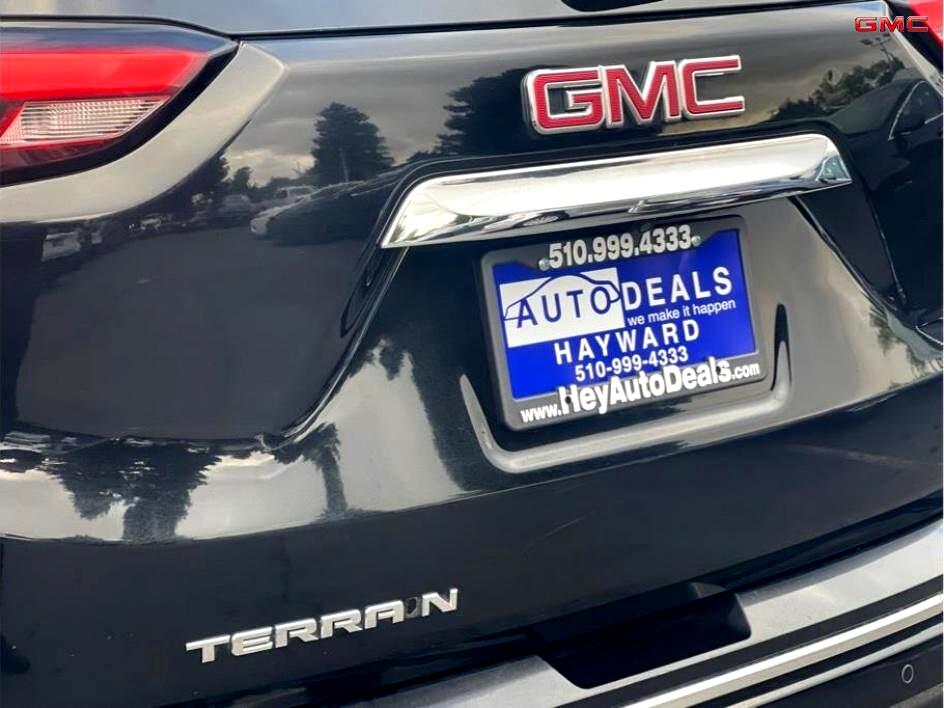 GMC
GMC
510.999.4333
AUTO DEALS
we make it happen
HAYWARD
510-999-4333
www.HeyAutoDeals.com
TERRAIN